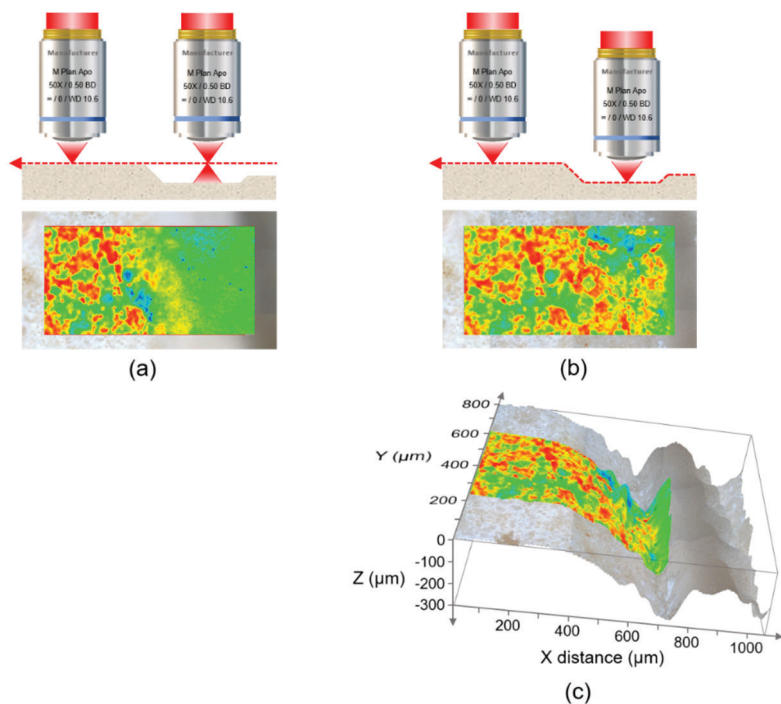 Manufacturer
M Plan Apo
50X / 0.50 BD
∞ / 0 / WD 10.6
Manufacturer
M Plan Apo
50X / 0.50 BD
∞ / 0 / WD 10.6
(a)
Manufacturer
M Plan Apo
50X / 0.50 BD
∞ / 0 / WD 10.6
Manufacturer
M Plan Apo
50X / 0.50 BD
∞ / 0 / WD 10.6
(b)
800
600
Y (µm)
400
200
0
-100
Z (µm)
-200
-300
200
400
600
800
1000
X distance (µm)
(c)